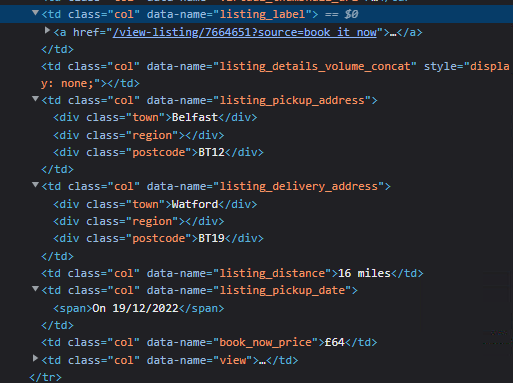 <td class="col" data-name="listing_label"> == $0
<a href="/view-listing/7664651?source=book it now">…</a>
</td>
<td class="col" data-name="listing_details_volume_concat" style="displa
y: none;"></td>
<td class="col" data-name="listing_pickup_address">
<div class="town">Belfast</div>
<div class="region"></div>
<div class="postcode">BT12</div>
</td>
<td class="col" data-name="listing_delivery_address">
<div class="town">Watford</div>
<div class="region"></div>
<div class="postcode">BT19</div>
</td>
<td class="col" data-name="listing_distance">16 miles</td>
<td class="col" data-name="listing_pickup_date">
<span>On 19/12/2022</span>
</td>
<td class="col" data-name="book_now_price">£64</td>
<td class="col" data-name="view">…</td>
</tr>